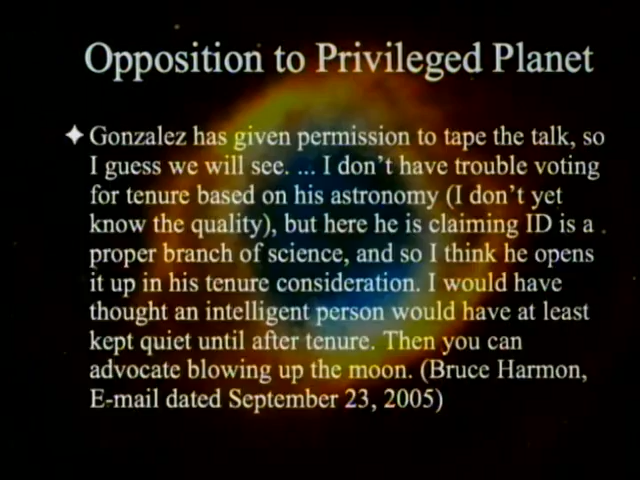 Opposition to Privileged Planet
Gonzalez has given permission to tape the talk, so
I guess we will see. ... I don't have trouble voting
for tenure based on his astronomy (I don't yet
know the quality), but here he is claiming ID is a
proper branch of science, and so I think he opens
it up in his tenure consideration. I would have
thought an intelligent person would have at least
kept quiet until after tenure. Then you can
advocate blowing up the moon. (Bruce Harmon,
E-mail dated September 23, 2005)